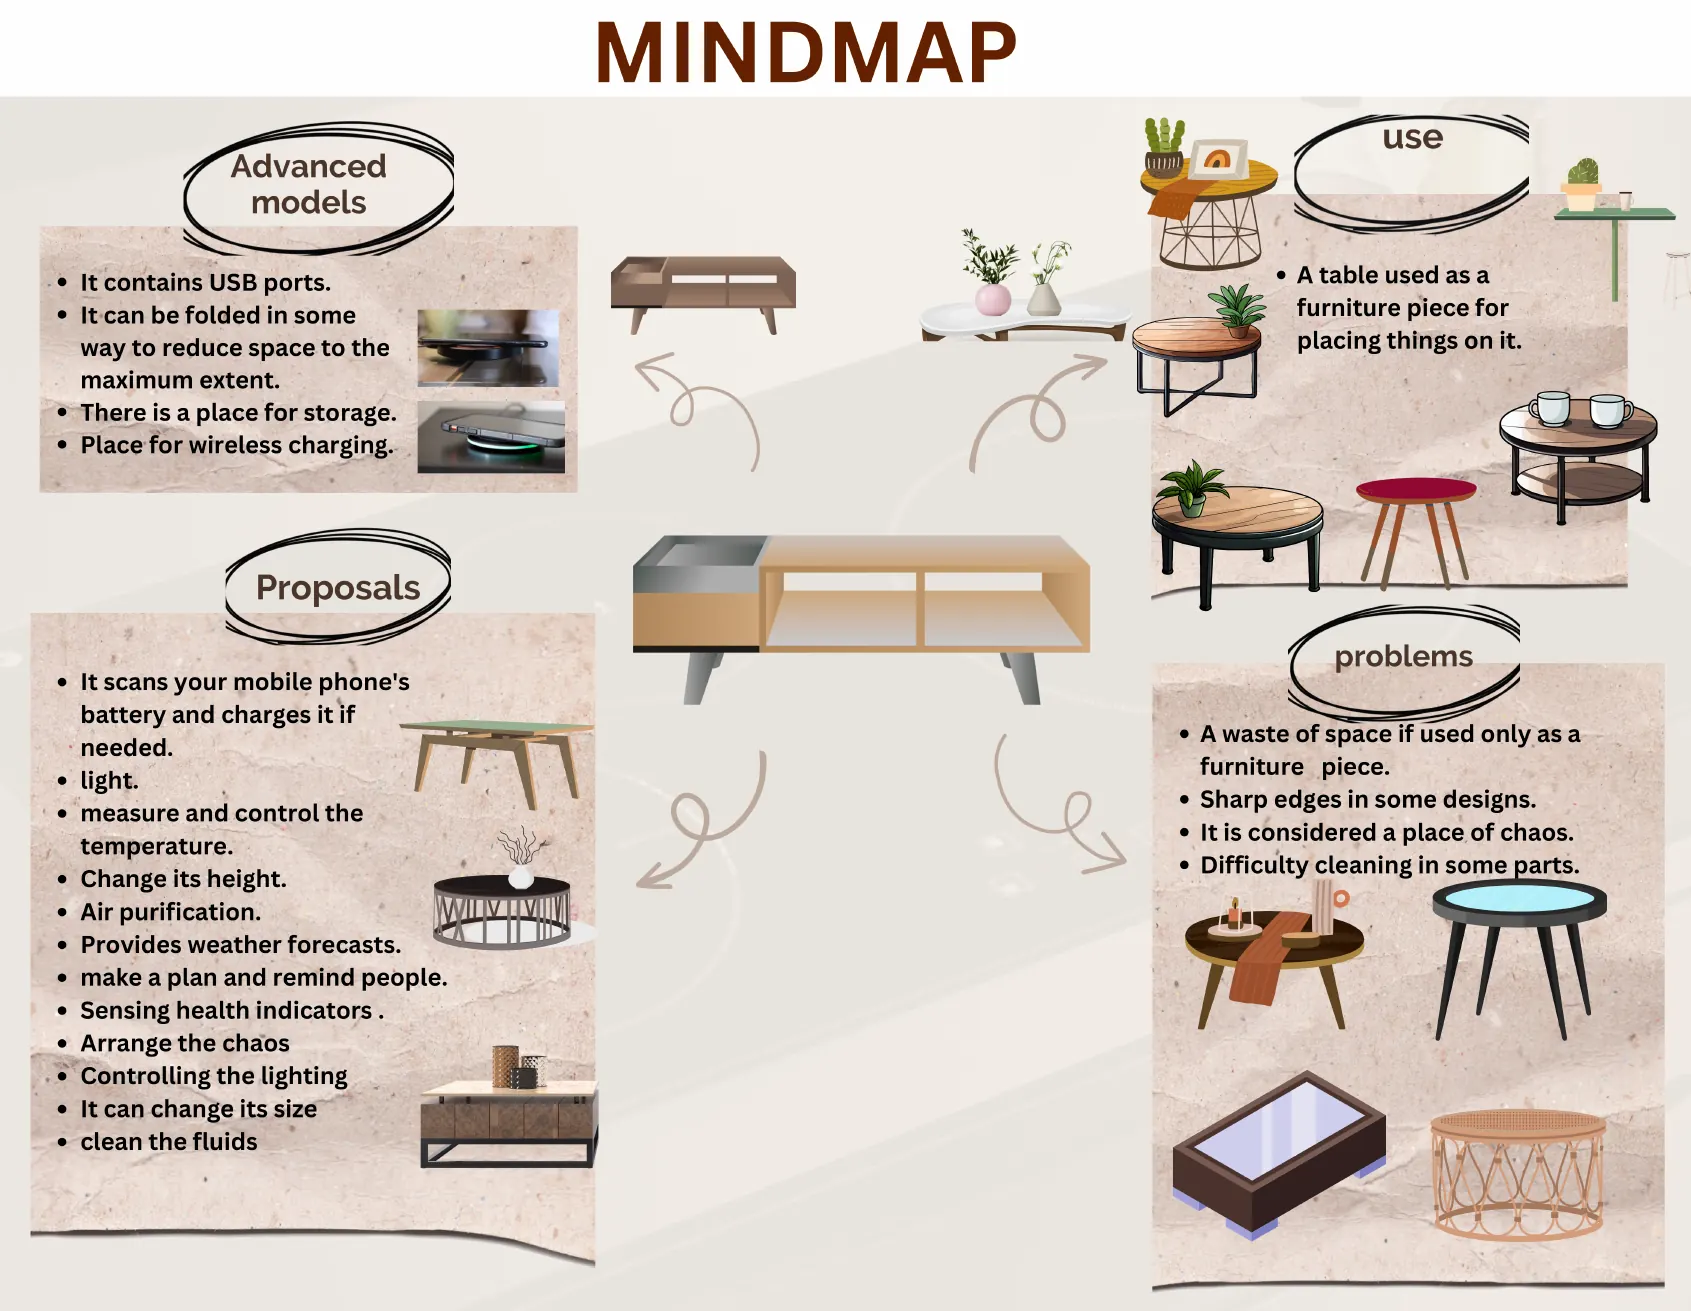 MINDMAP
Advanced
models
• It contains USB ports.
• It can be folded in some
way to reduce space to the
maximum extent.
• There is a place for storage.
• Place for wireless charging.
use
• A table used as a
furniture piece for
placing things on it.
Proposals
• It scans your mobile phone's
battery and charges it if
needed.
• light.
• measure and control the
temperature.
• Change its height.
• Air purification.
• Provides weather forecasts.
• make a plan and remind people.
• Sensing health indicators .
• Arrange the chaos
• Controlling the lighting
• It can change its size
• clean the fluids
problems
• A waste of space if used only as a
furniture   piece.
• Sharp edges in some designs.
• It is considered a place of chaos.
• Difficulty cleaning in some parts.